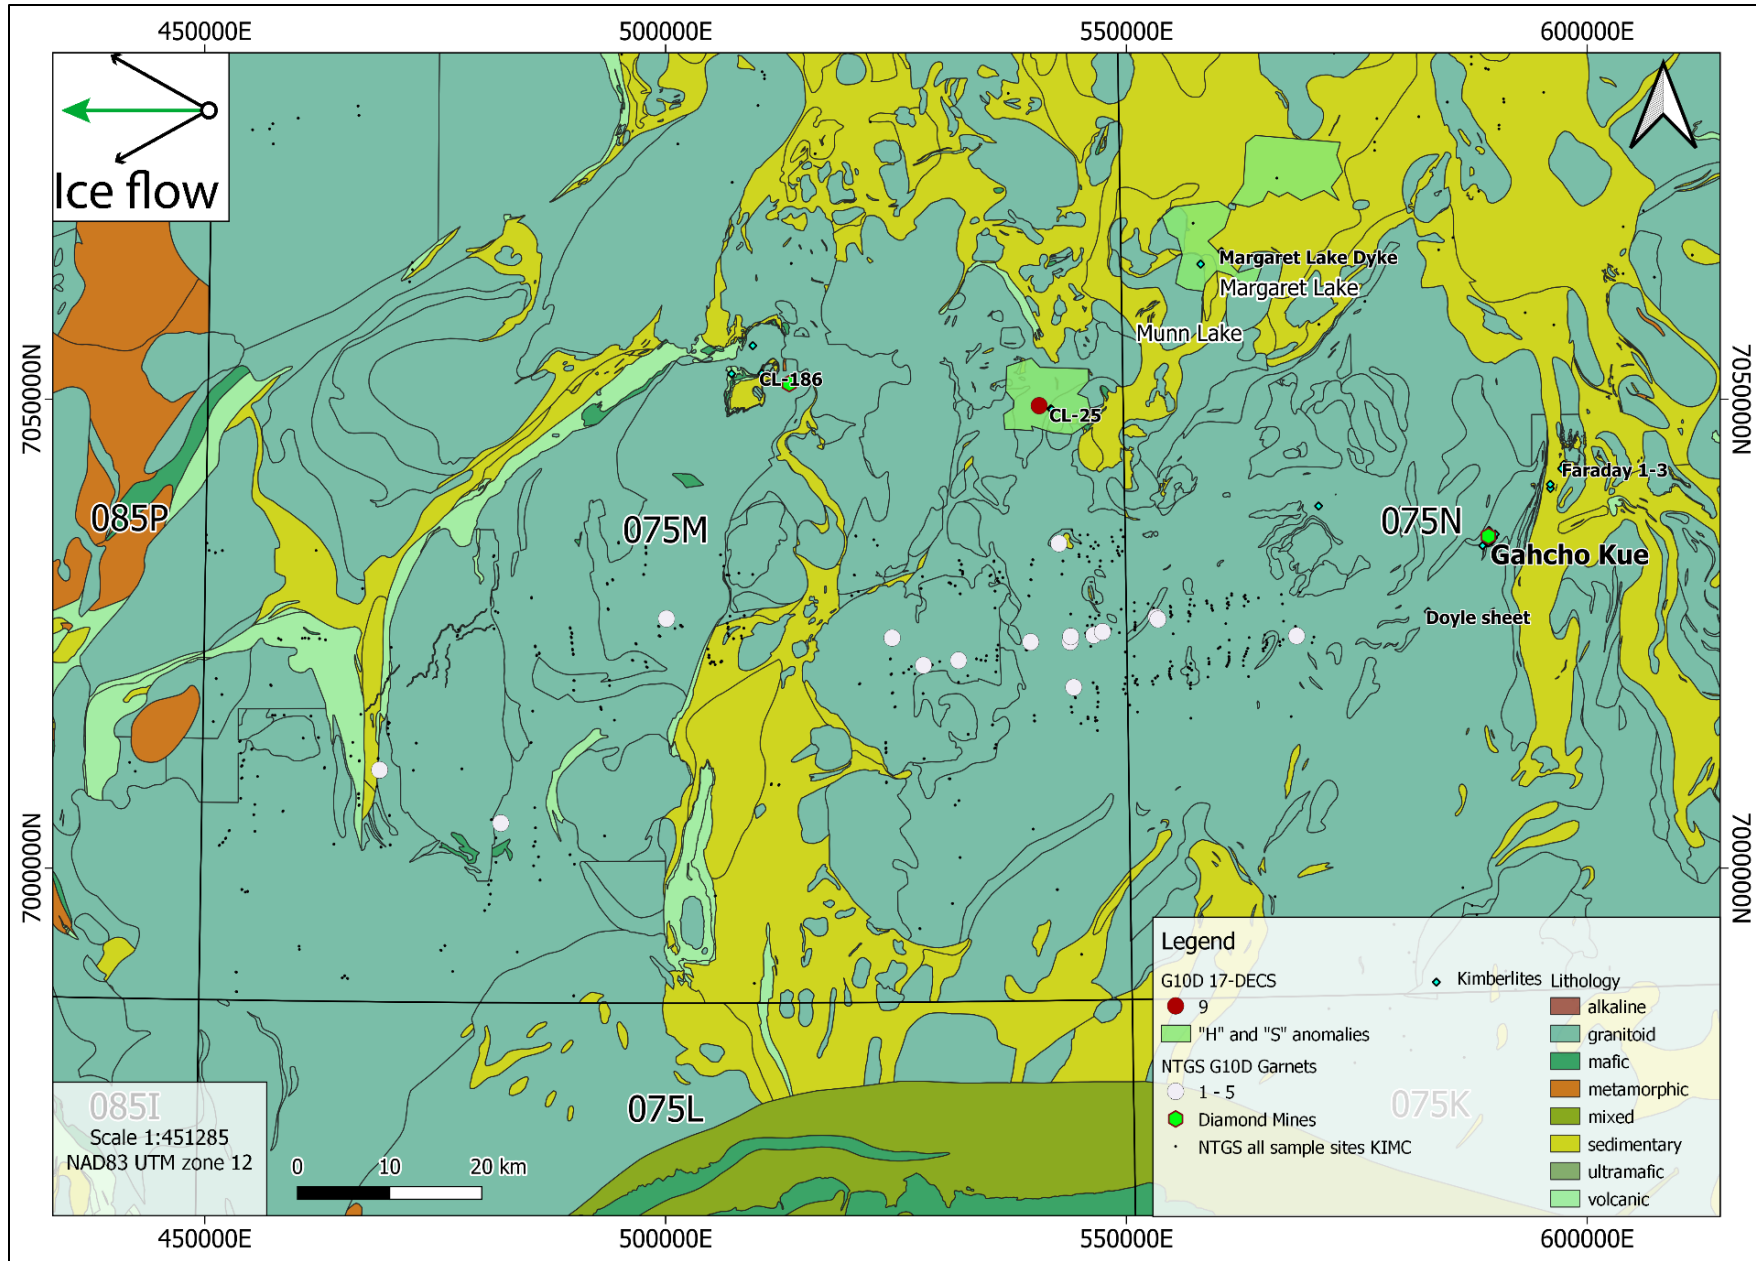 450000E 500000E 550000E 600000E
Ice flow
Margaret Lake Dyke
Margaret Lake
Munn Lake
7050000N
7050000N
CL-186
CL-25
Faraday 1-3
085P
075M
075N
Gahcho Kue
Doyle sheet
7000000N
7000000N
Legend
G10D 17-DECS
9
"H" and "S" anomalies
NTGS G10D Garnets
1 - 5
Diamond Mines
NTGS all sample sites KIMC
Kimberlites
Lithology
alkaline
granitoid
mafic
metamorphic
mixed
sedimentary
ultramafic
volcanic
085I
075L
075K
Scale 1:451285
NAD83 UTM zone 12
0 10 20 km
450000E 500000E 550000E 600000E